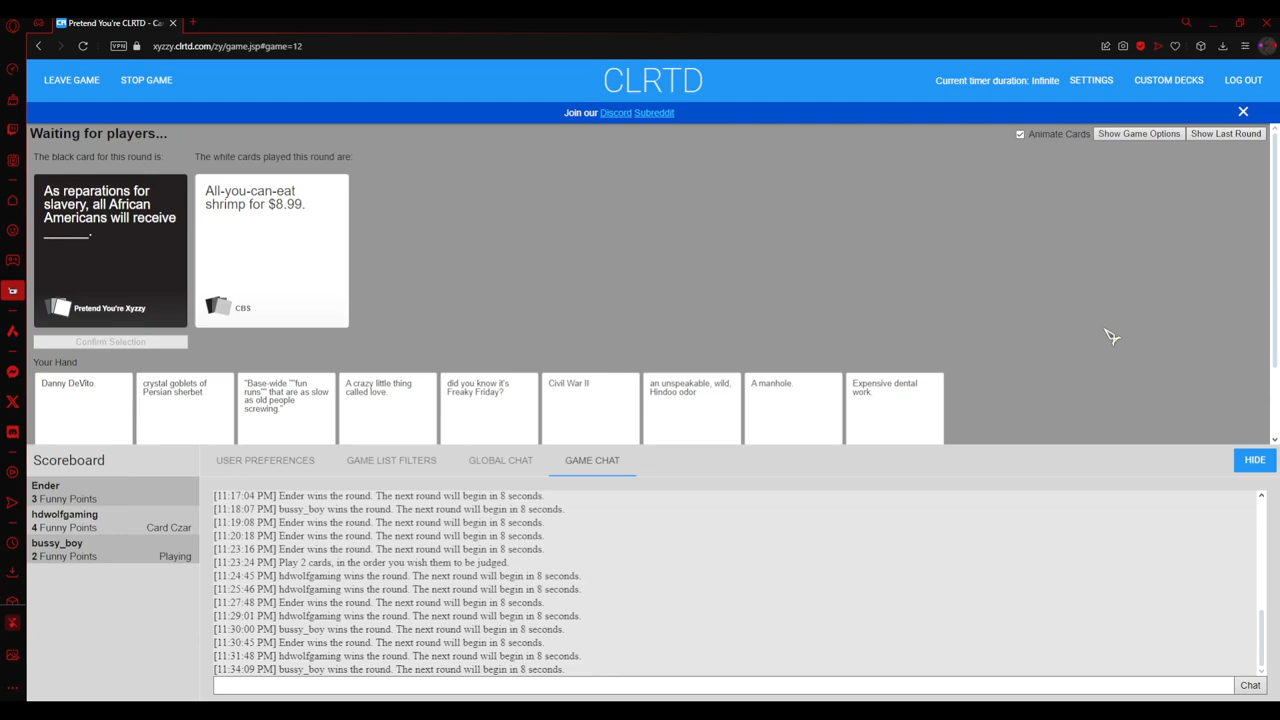 Pretend You're CLRTD - Ca
VPN
xyzzy.clrtd.com/zy/game.jsp#game=12
LEAVE GAME
STOP GAME
CLRTD
Current timer duration: Infinite
SETTINGS
CUSTOM DECKS
LOG OUT
Join our Discord Subreddit
Waiting for players...
Animate Cards
Show Game Options
Show Last Round
The black card for this round is:
The white cards played this round are:
As reparations for
slavery, all African
Americans will receive
______.
Pretend You're Xyzzy
All-you-can-eat
shrimp for $8.99.
CBS
Confirm Selection
Your Hand
Danny DeVito.
crystal goblets of
Persian sherbet
"Base-wide ""fun
runs"" that are as slow
as old people
screwing."
A crazy little thing
called love.
did you know it's
Freaky Friday?
Civil War II
an unspeakable, wild,
Hindoo odor
A manhole.
Expensive dental
work.
Scoreboard
USER PREFERENCES
GAME LIST FILTERS
GLOBAL CHAT
GAME CHAT
HIDE
Ender
3 Funny Points
hdwolfgaming
4 Funny Points
Card Czar
bussy_boy
2 Funny Points
Playing
[11:17:04 PM] Ender wins the round. The next round will begin in 8 seconds.
[11:18:07 PM] bussy_boy wins the round. The next round will begin in 8 seconds.
[11:19:08 PM] Ender wins the round. The next round will begin in 8 seconds.
[11:20:18 PM] Ender wins the round. The next round will begin in 8 seconds.
[11:23:16 PM] Ender wins the round. The next round will begin in 8 seconds.
[11:23:24 PM] Play 2 cards, in the order you wish them to be judged.
[11:24:45 PM] hdwolfgaming wins the round. The next round will begin in 8 seconds.
[11:25:46 PM] hdwolfgaming wins the round. The next round will begin in 8 seconds.
[11:27:48 PM] Ender wins the round. The next round will begin in 8 seconds.
[11:29:01 PM] hdwolfgaming wins the round. The next round will begin in 8 seconds.
[11:30:00 PM] bussy_boy wins the round. The next round will begin in 8 seconds.
[11:30:45 PM] Ender wins the round. The next round will begin in 8 seconds.
[11:31:48 PM] hdwolfgaming wins the round. The next round will begin in 8 seconds.
[11:34:09 PM] bussy_boy wins the round. The next round will begin in 8 seconds.
Chat